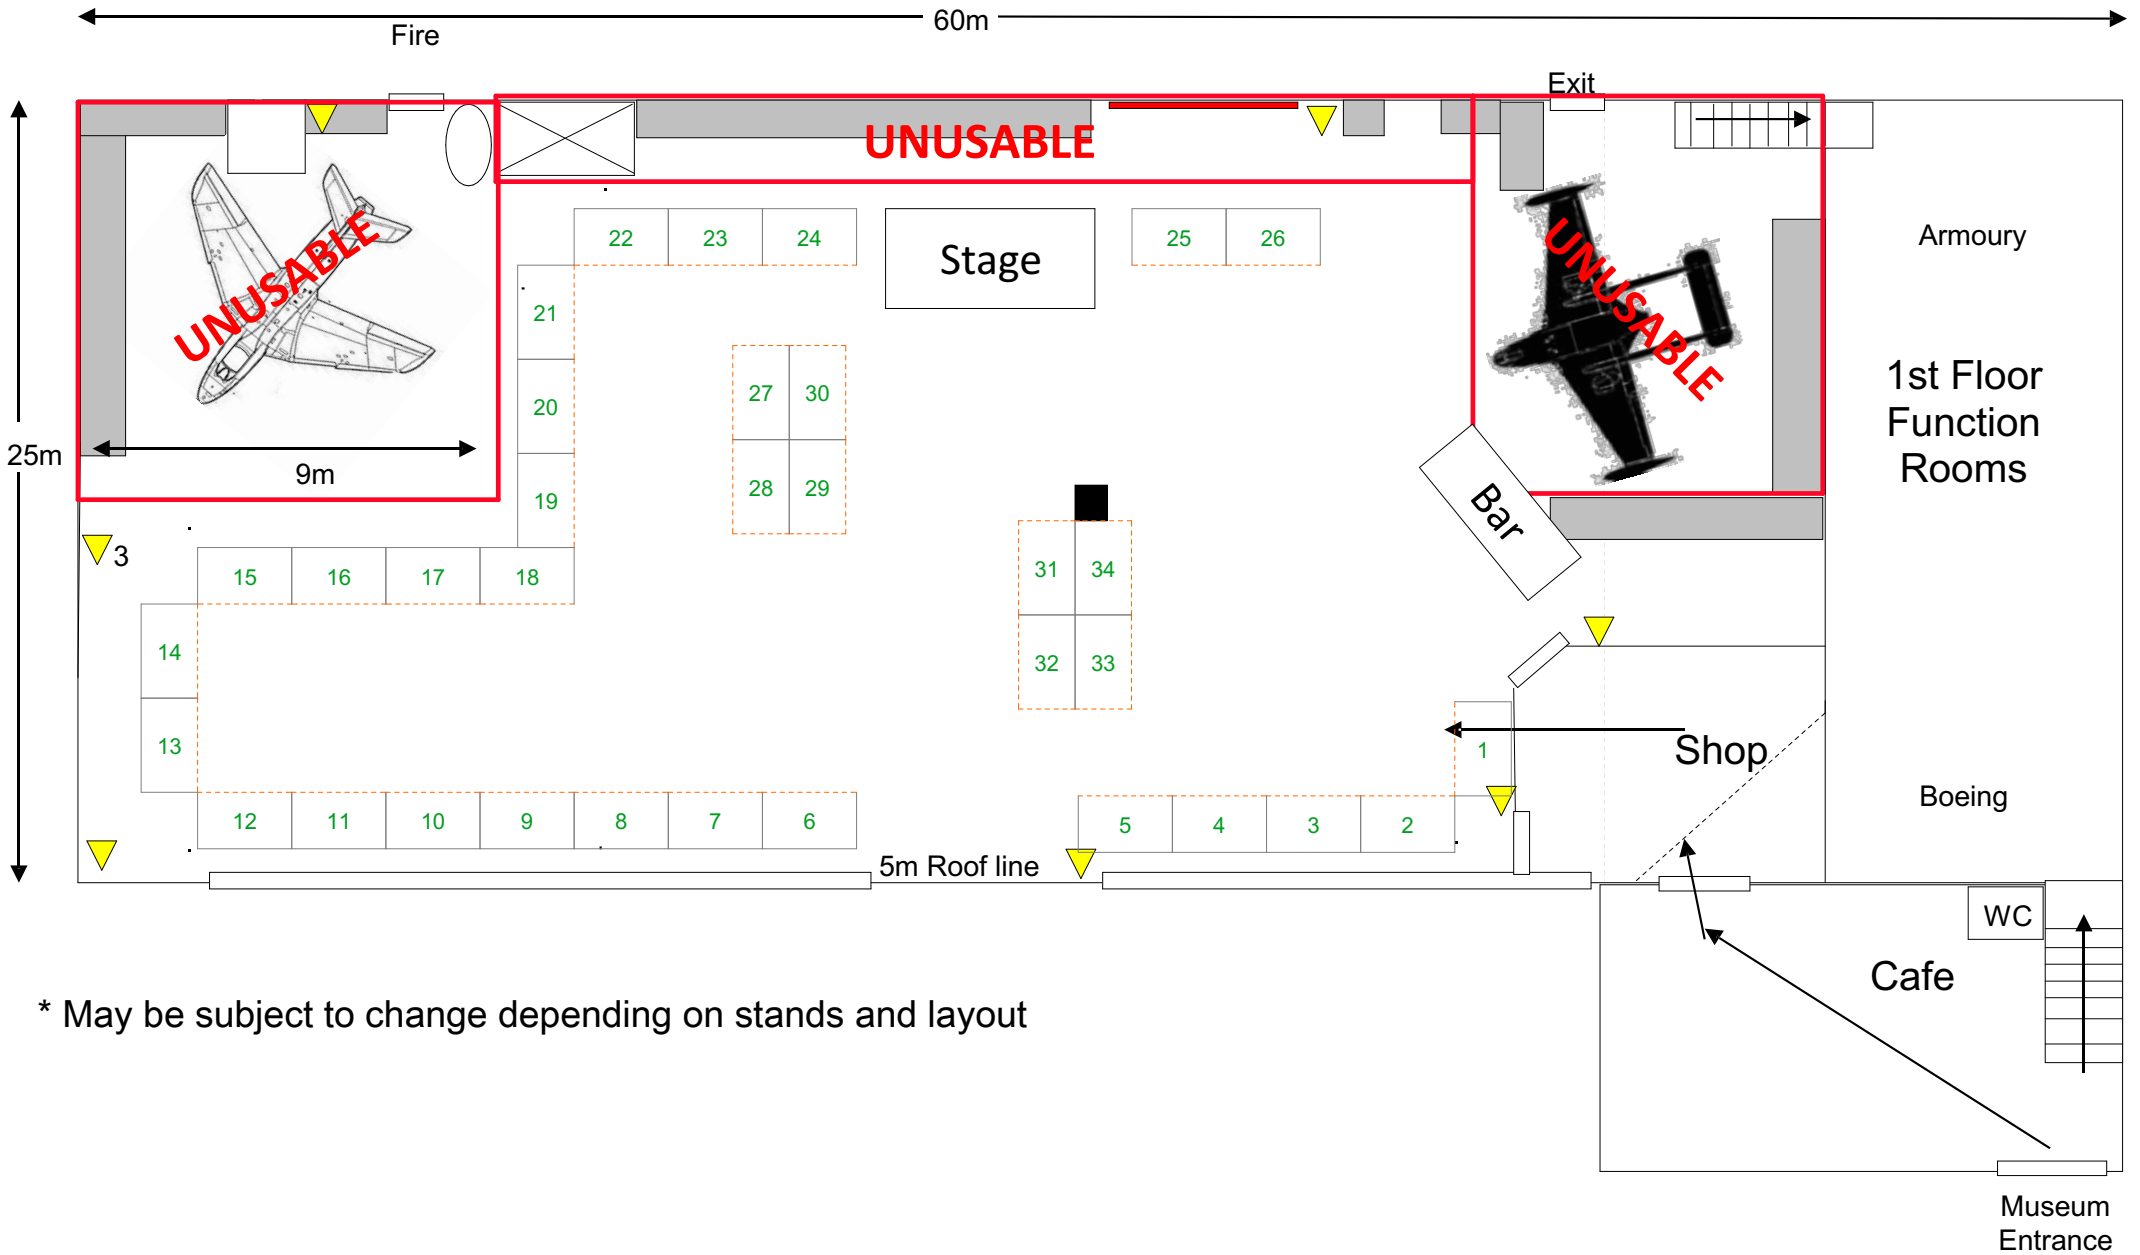 60m
Fire
Exit
UNUSABLE
22
23
24
Stage
25
26
Armoury
UNUSABLE
UNUSABLE
21
20
19
27
30
28
29
1st Floor
Function
Rooms
25m
9m
Bar
3
15
16
17
18
31
34
14
32
33
13
1
Shop
12
11
10
9
8
7
6
5
4
3
2
Boeing
5m Roof line
WC
Cafe
* May be subject to change depending on stands and layout
Museum
Entrance